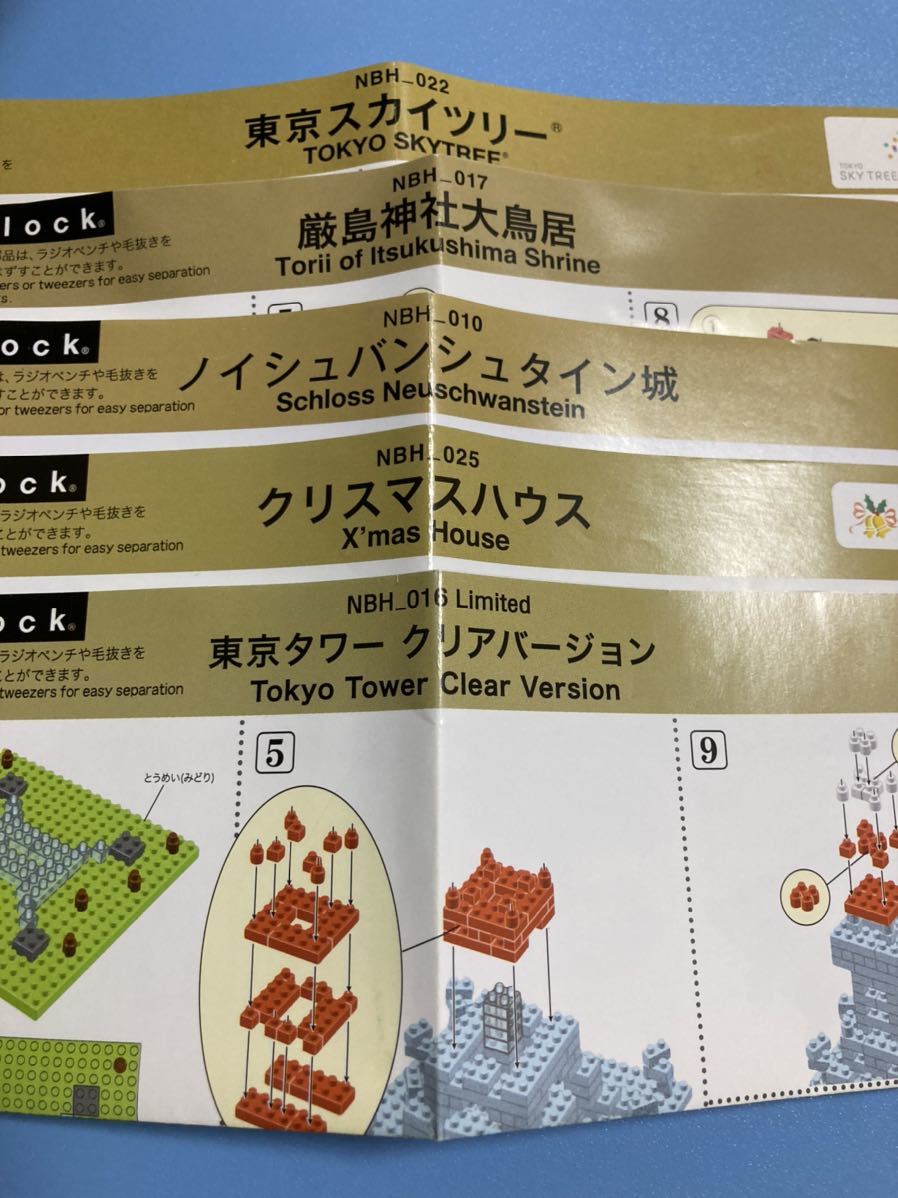 NBH_022
東京スカイツリー®
TOKYO SKYTREE®
を
TOKYO
SKY TREE
NBH_017
lock®
厳島神社大鳥居
Torii of Itsukushima Shrine
部品は、ラジオペンチや毛抜きを
はずすことができます。
ers or tweezers for easy separation
ks.
8
NBH_010
ock®
ノイシュバンシュタイン城
Schloss Neuschwanstein
は、ラジオペンチや毛抜きを
すことができます。
or tweezers for easy separation
NBH_025
ock®
クリスマスハウス
X'mas House
ラジオペンチや毛抜きを
ことができます。
tweezers for easy separation
NBH_016 Limited
ock®
東京タワー クリアバージョン
Tokyo Tower Clear Version
ラジオペンチや毛抜きを
ことができます。
tweezers for easy separation
とうめい(みどり)
5
9